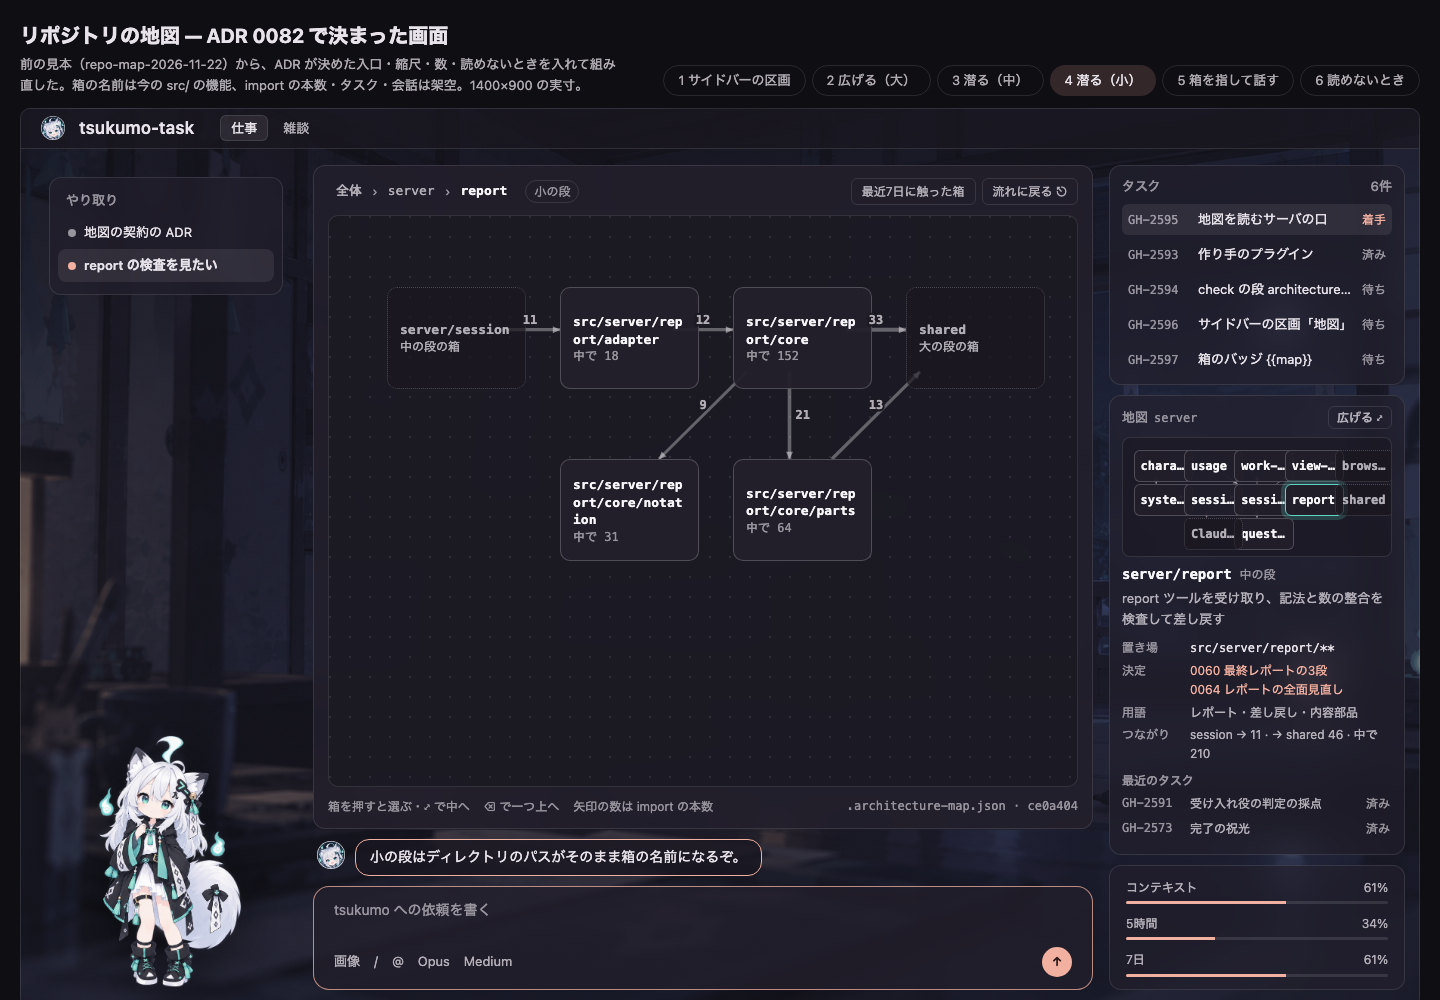 リポジトリの地図 — ADR 0082 で決まった画面
前の見本（repo-map-2026-11-22）から、ADR が決めた入口・縮尺・数・読めないときを入れて組み
直した。箱の名前は今の src/ の機能、import の本数・タスク・会話は架空。1400×900 の実寸。
1 サイドバーの区画
2 広げる（大）
3 潜る（中）
4 潜る（小）
5 箱を指して話す
6 読めないとき
tsukumo-task
仕事
雑談
やり取り
地図の契約の ADR
report の検査を見たい
全体 › server › report
小の段
最近7日に触った箱
流れに戻る
server/session
中の段の箱
11
src/server/rep
ort/adapter
中で 18
12
src/server/rep
ort/core
中で 152
33
shared
大の段の箱
9
21
13
src/server/rep
ort/core/notat
ion
中で 31
src/server/rep
ort/core/parts
中で 64
箱を押すと選ぶ・⤢ で中へ
⌫ で一つ上へ
矢印の数は import の本数
.architecture-map.json · ce0a404
小の段はディレクトリのパスがそのまま箱の名前になるぞ。
tsukumo への依頼を書く
画像 / @ Opus Medium
タスク
6件
GH-2595 地図を読むサーバの口 着手
GH-2593 作り手のプラグイン 済み
GH-2594 check の段 architecture… 待ち
GH-2596 サイドバーの区画「地図」 待ち
GH-2597 箱のバッジ {{map}} 待ち
地図 server
広げる ⤢
chara… usage work-… view-… brows…
syste… sessi… sessi… report shared
Claud… quest…
server/report 中の段
report ツールを受け取り、記法と数の整合を
検査して差し戻す
置き場 src/server/report/**
決定 0060 最終レポートの3段
0064 レポートの全面見直し
用語 レポート・差し戻し・内容部品
つながり session → 11 · → shared 46 · 中で
210
最近のタスク
GH-2591 受け入れ役の判定の採点 済み
GH-2573 完了の祝光 済み
コンテキスト 61%
5時間 34%
7日 61%